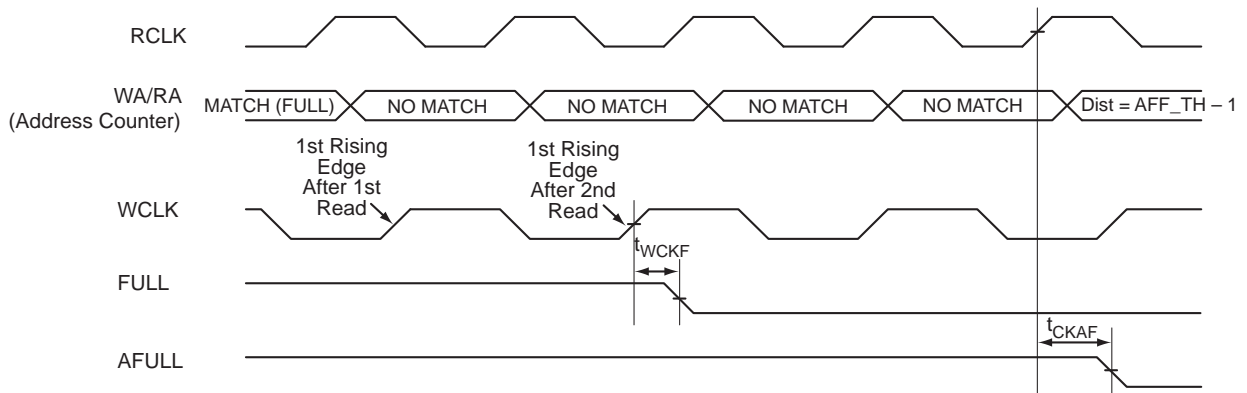 RCLK
WA/RA
(Address Counter)
MATCH (FULL)
NO MATCH
NO MATCH
NO MATCH
NO MATCH
Dist = AFF_TH – 1
1st Rising
Edge
After 1st
Read
1st Rising
Edge
After 2nd
Read
WCLK
tWCKF
FULL
tCKAF
AFULL